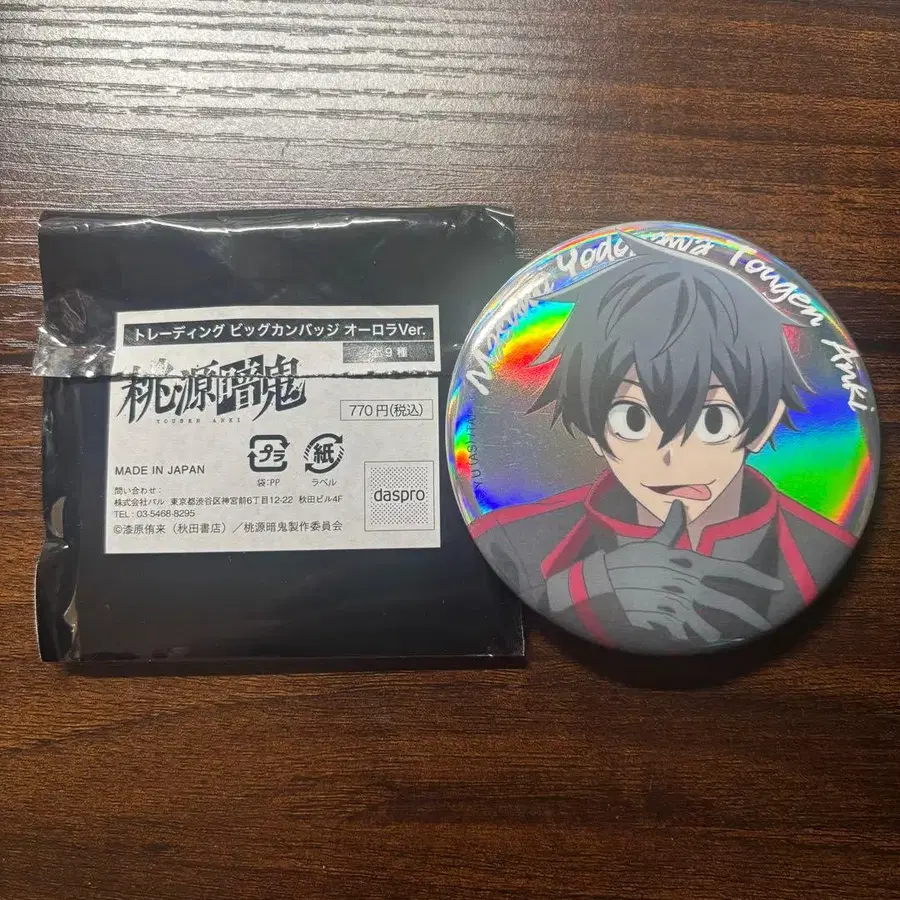 トレーディング ビッグカンバッジ オーロラVer.
全9種
桃源暗鬼
TOUGEN ANKI
770円(税込)
プラ
紙
袋:PP
ラベル
MADE IN JAPAN
問い合わせ:
株式会社パル 東京都渋谷区神宮前6丁目12-22 秋田ビル4F
TEL: 03-5468-8295
©漆原侑来(秋田書店)/桃源暗鬼製作委員会
daspro
Tougen Anki